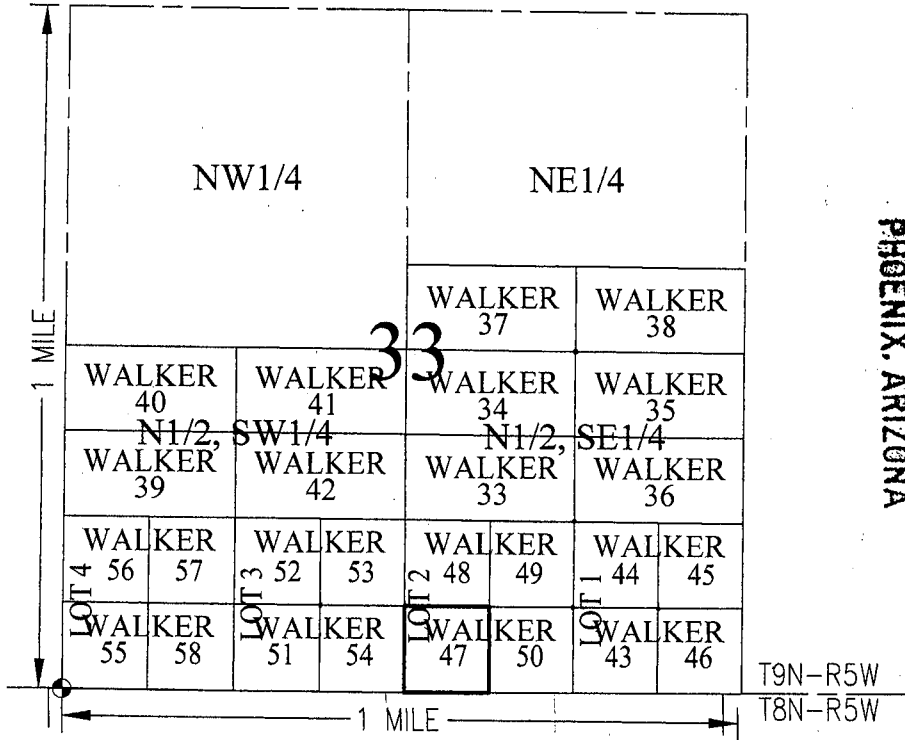 NW1/4 NE1/4
PHOENIX, ARIZONA
1 MILE
WALKER WALKER
37 38
33
WALKER WALKER WALKER WALKER
40 41 34 35
N1/2, SW1/4 N1/2, SE1/4
WALKER WALKER WALKER WALKER
39 42 33 36
WALKER WALKER WALKER WALKER
56 57 52 53 48 49 44 45
LOT 4 LOT 3 LOT 2 LOT 1
WALKER WALKER WALKER WALKER
55 58 51 54 47 50 43 46
T9N-R5W
T8N-R5W
1 MILE